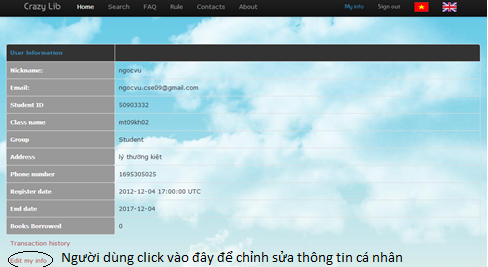 Crazy Lib Home Search FAQ Rule Contacts About My info Sign out
User Information
Nickname: ngocvu
Email: ngocvu.cse09@gmail.com
Student ID 50903332
Class name mt09kh02
Group Student
Address lý thường kiệt
Phone number 1695305025
Register date 2012-12-04 17:00:00 UTC
End date 2017-12-04
Books Borrowed 0
Transaction history
Edit my info Người dùng click vào đây để chỉnh sửa thông tin cá nhân